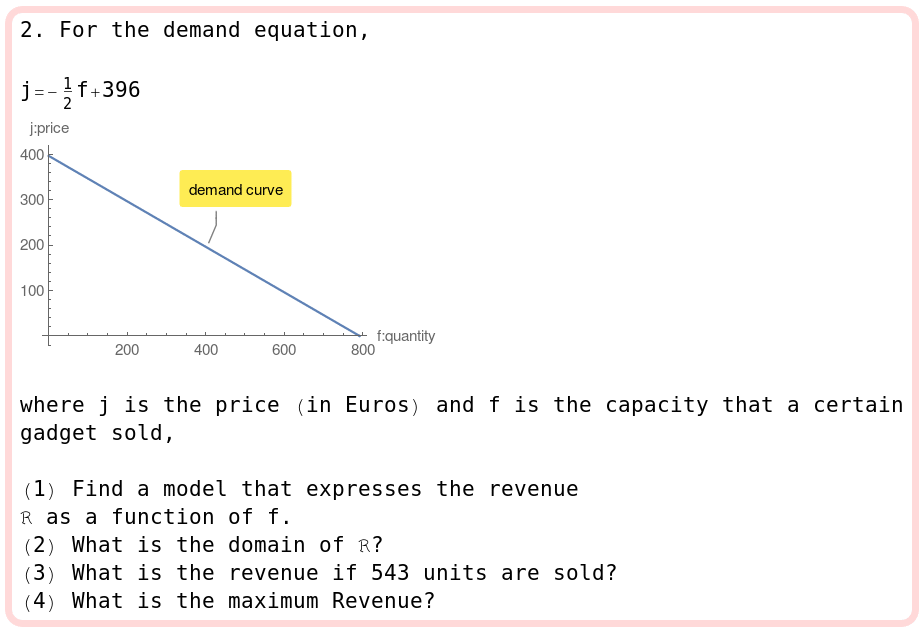 2. For the demand equation,
j=-1/2 f+396
j:price
400
demand curve
300
200
100
f:quantity
200 400 600 800
where j is the price (in Euros) and f is the capacity that a certain
gadget sold,
(1) Find a model that expresses the revenue
ℛ as a function of f.
(2) What is the domain of ℛ?
(3) What is the revenue if 543 units are sold?
(4) What is the maximum Revenue?